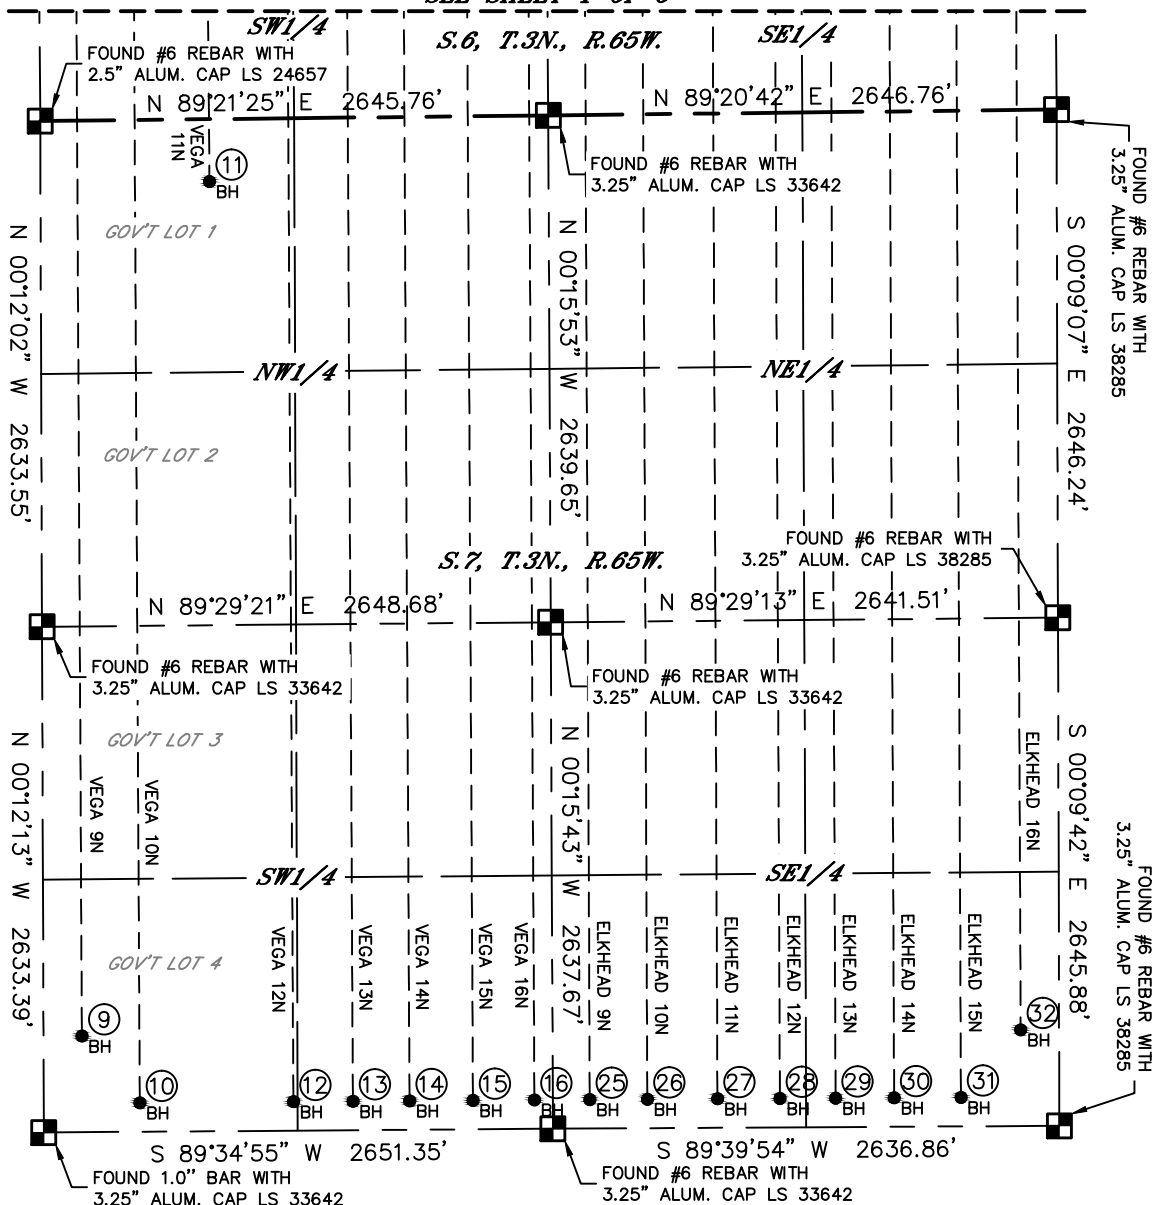 SW1/4
S.6, T.3N., R.65W.
SE1/4
FOUND #6 REBAR WITH
2.5" ALUM. CAP LS 24657
N 89°21'25" E 2645.76'
N 89°20'42" E 2646.76'
VEGA
11N
11
BH
FOUND #6 REBAR WITH
3.25" ALUM. CAP LS 33642
FOUND #6 REBAR WITH
3.25" ALUM. CAP LS 38285
GOV'T LOT 1
N 00°12'02" W 2633.55'
N 00°15'53" W 2639.65'
S 00°09'07" E 2646.24'
NW1/4
NE1/4
GOV'T LOT 2
FOUND #6 REBAR WITH
3.25" ALUM. CAP LS 38285
S.7, T.3N., R.65W.
N 89°29'21" E 2648.68'
N 89°29'13" E 2641.51'
FOUND #6 REBAR WITH
3.25" ALUM. CAP LS 33642
FOUND #6 REBAR WITH
3.25" ALUM. CAP LS 33642
GOV'T LOT 3
N 00°12'13" W 2633.39'
VEGA 9N
VEGA 10N
N 00°15'43" W 2637.67'
ELKHEAD 16N
S 00°09'42" E 2645.88'
FOUND #6 REBAR WITH
3.25" ALUM. CAP LS 38285
SW1/4
SE1/4
GOV'T LOT 4
VEGA 12N
VEGA 13N
VEGA 14N
VEGA 15N
VEGA 16N
ELKHEAD 9N
ELKHEAD 10N
ELKHEAD 11N
ELKHEAD 12N
ELKHEAD 13N
ELKHEAD 14N
ELKHEAD 15N
9
BH
32
BH
10
BH
12
BH
13
BH
14
BH
15
BH
16
BH
25
BH
26
BH
27
BH
28
BH
29
BH
30
BH
31
BH
S 89°34'55" W 2651.35'
S 89°39'54" W 2636.86'
FOUND 1.0" BAR WITH
3.25" ALUM. CAP LS 33642
FOUND #6 REBAR WITH
3.25" ALUM. CAP LS 33642